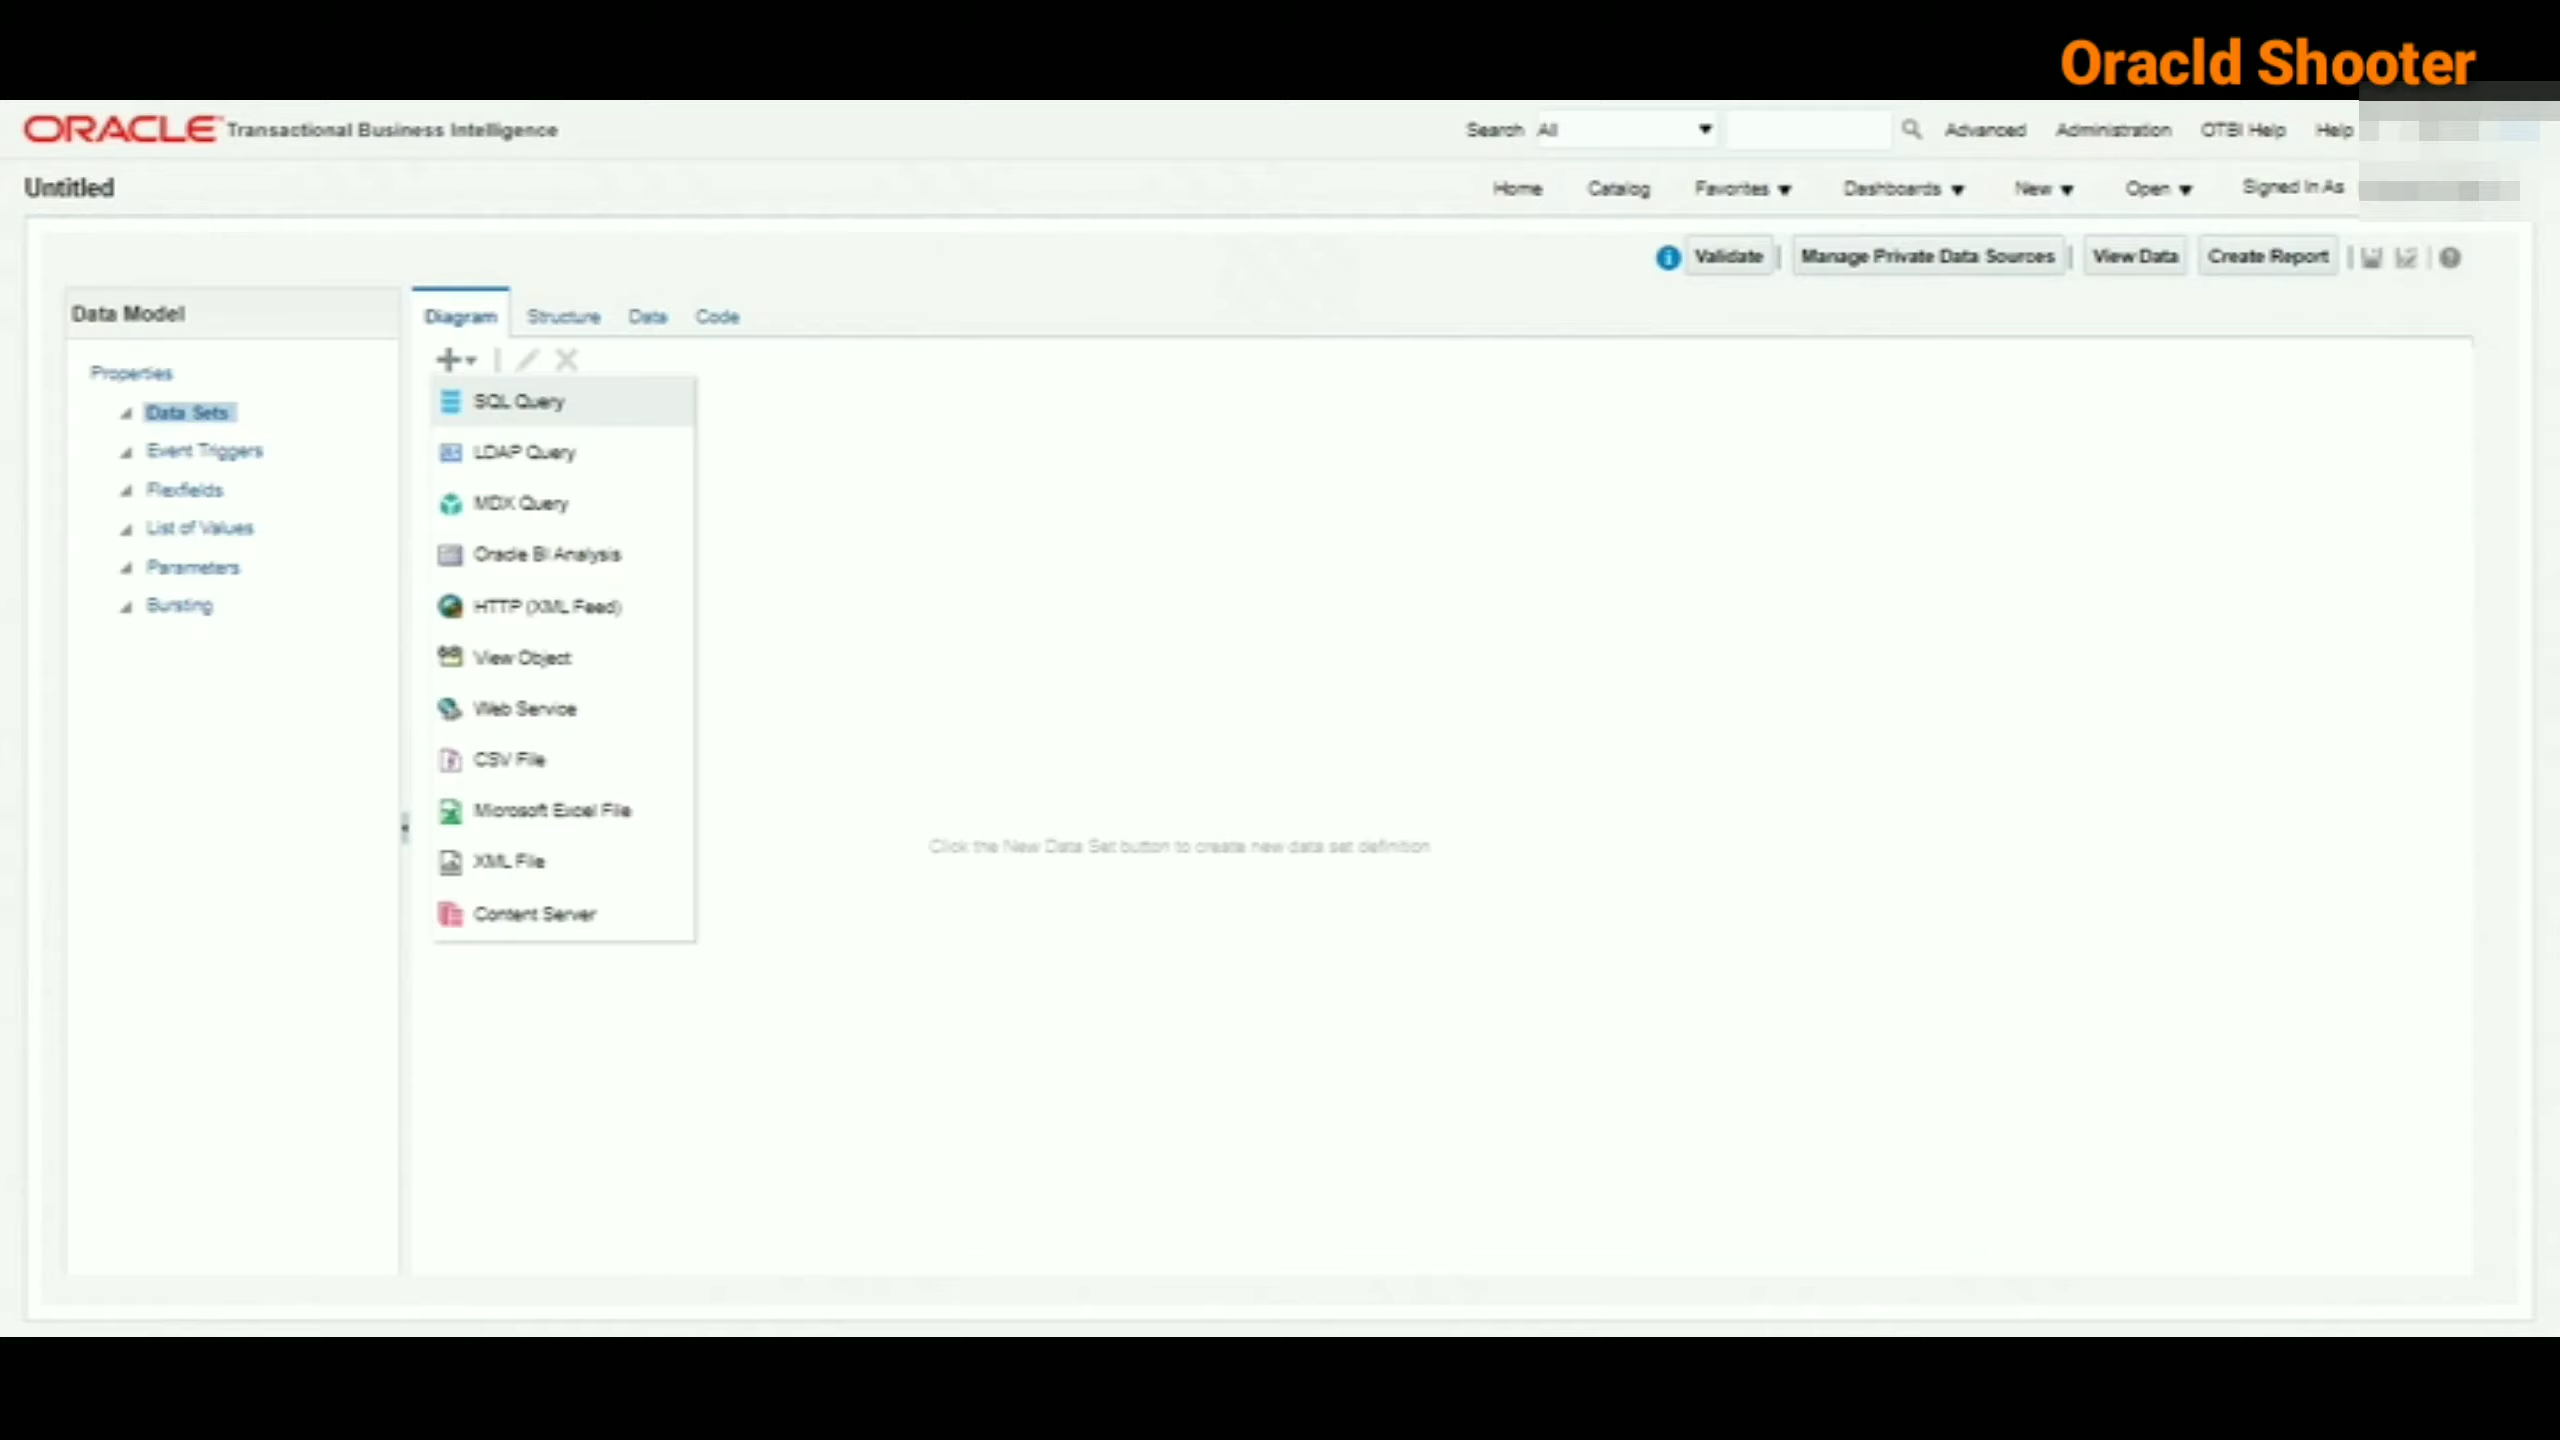 Oracld Shooter
ORACLE Transactional Business Intelligence
Search All Advanced Administration OTBI Help Help
Untitled
Home Catalog Favorites Dashboards New Open Signed In As
Validate Manage Private Data Sources View Data Create Report
Data Model
Diagram Structure Data Code
Properties
Data Sets
Event Triggers
Flexfields
List of Values
Parameters
Bursting
SQL Query
LDAP Query
MDX Query
Oracle BI Analysis
HTTP (XML Feed)
View Object
Web Service
CSV File
Microsoft Excel File
XML File
Content Server
Click the New Data Set button to create new data set definition